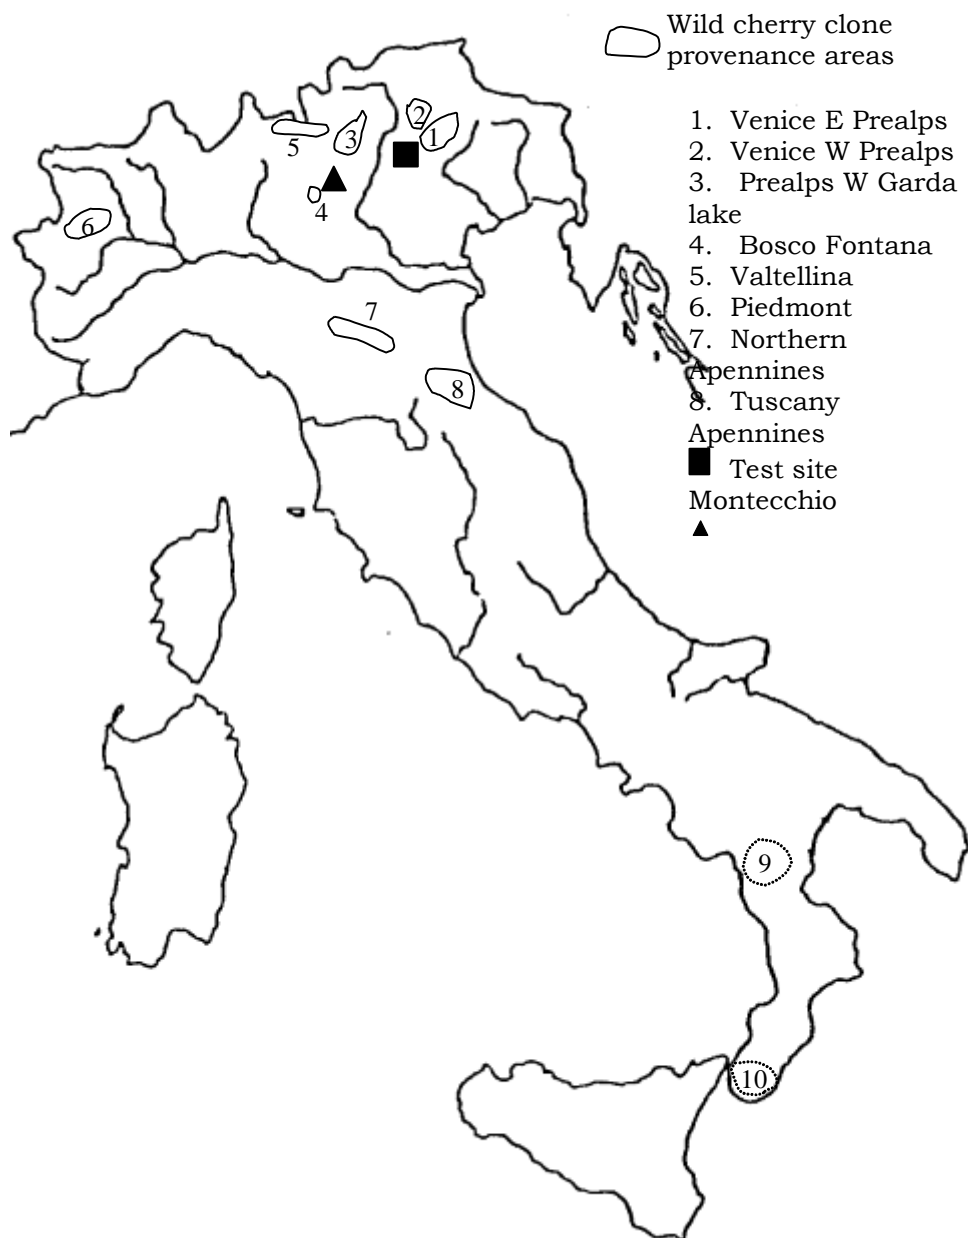 Wild cherry clone
provenance areas
1. Venice E Prealps
2. Venice W Prealps
3. Prealps W Garda
lake
4. Bosco Fontana
5. Valtellina
6. Piedmont
7. Northern
Apennines
8. Tuscany
Apennines
Test site
Montecchio
2
1
3
5
4
6
7
8
9
10